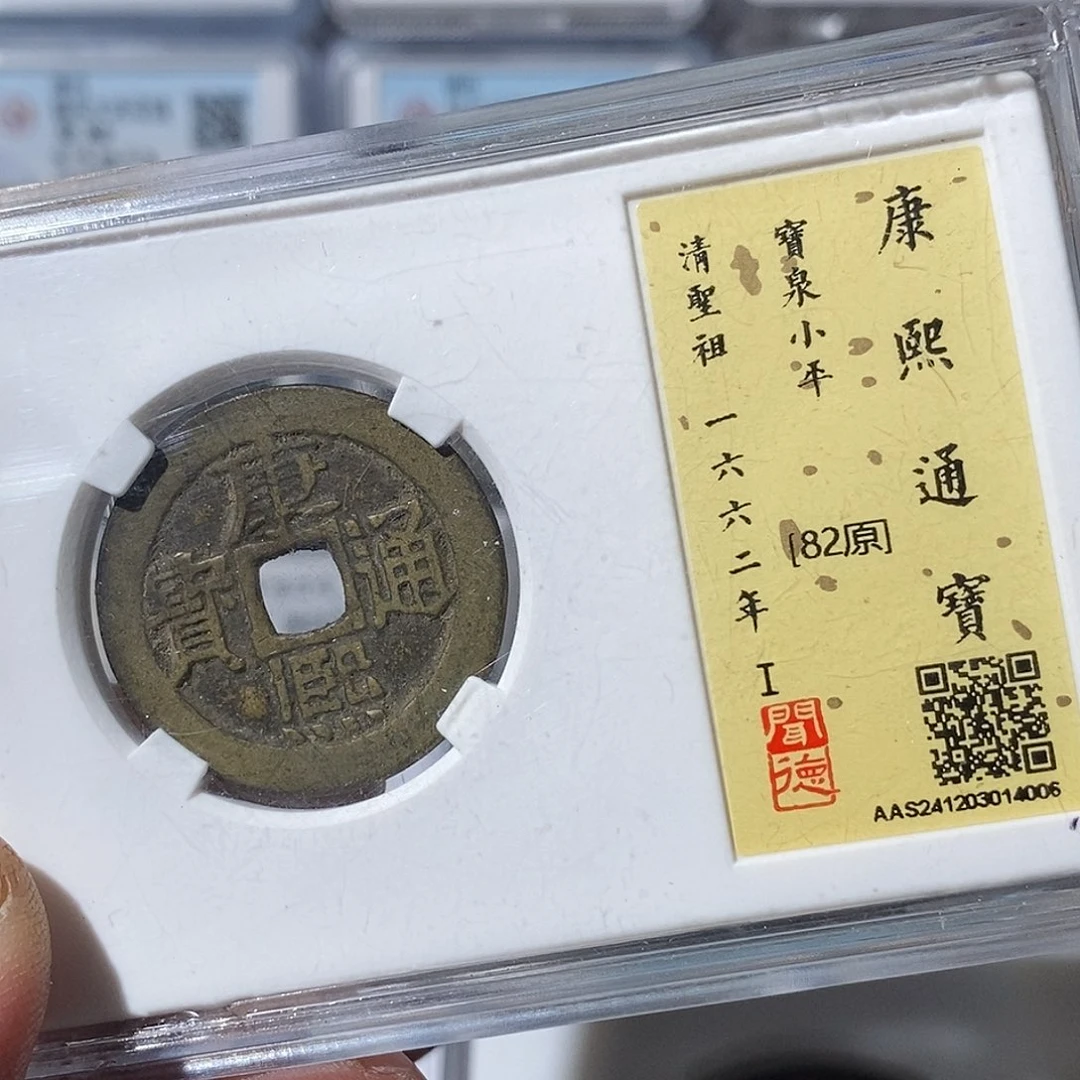 康熙通寶
寶泉小平
[82原]
清聖祖 一六六二年 I
聞德
AAS241203014006
康熙通寶